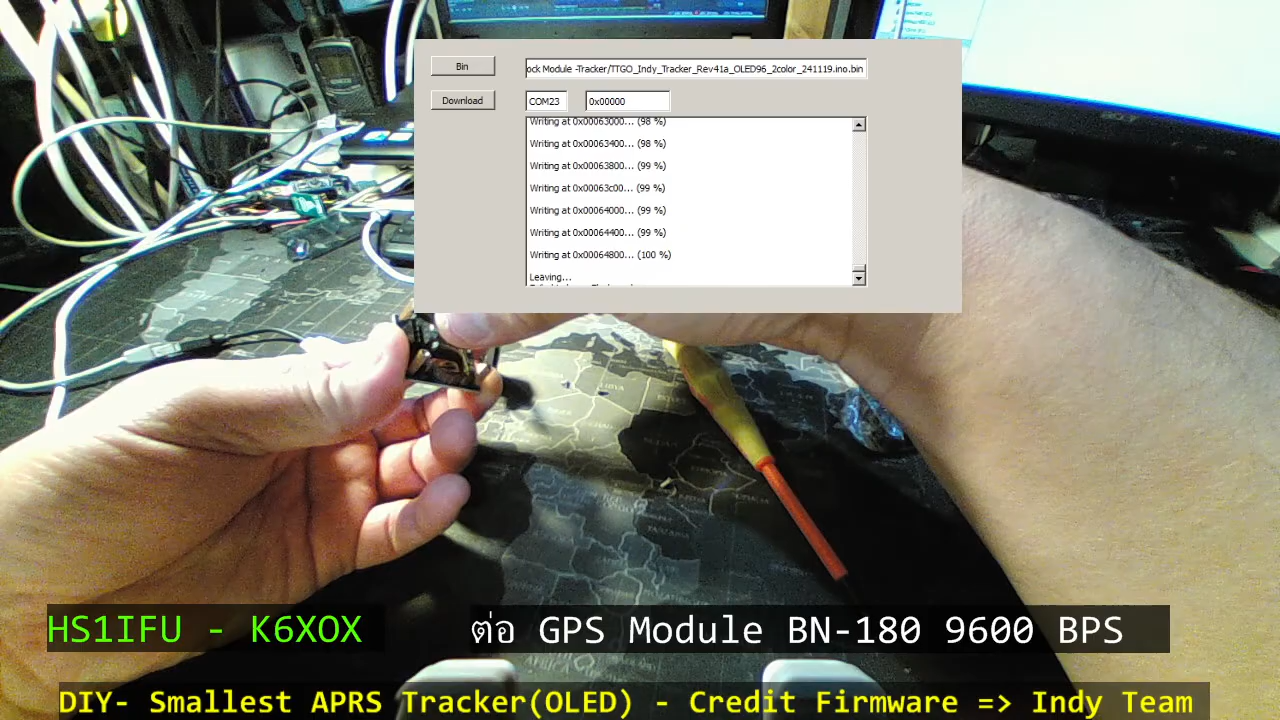 Bin
ock Module -Tracker/TTGO_Indy_Tracker_Rev41a_OLED96_2color_241119.ino.bin
Download
COM23
0x00000
Writing at 0x00063000... (98 %)
Writing at 0x00063400... (98 %)
Writing at 0x00063800... (99 %)
Writing at 0x00063c00... (99 %)
Writing at 0x00064000... (99 %)
Writing at 0x00064400... (99 %)
Writing at 0x00064800... (100 %)
Leaving...
LIBYA
HS1IFU - K6XOX
ต่อ GPS Module BN-180 9600 BPS
DIY- Smallest APRS Tracker(OLED) - Credit Firmware => Indy Team